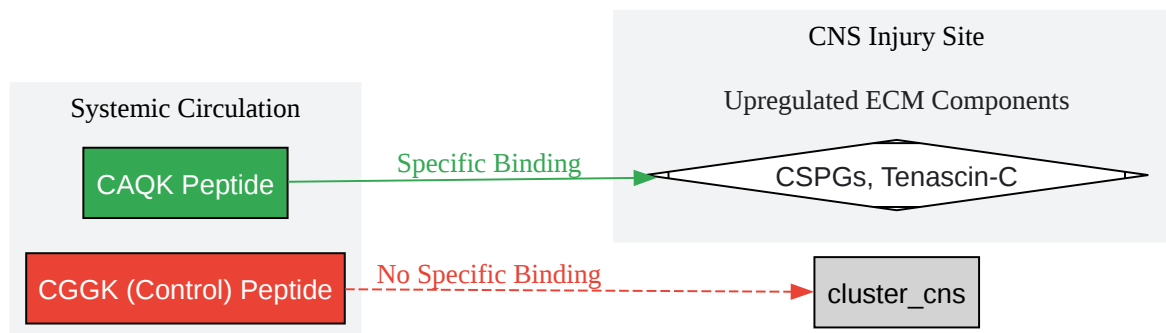 CNS Injury Site
Upregulated ECM Components
Systemic Circulation
CAQK Peptide
Specific Binding
CSPGs, Tenascin-C
CGGK (Control) Peptide
No Specific Binding
cluster_cns